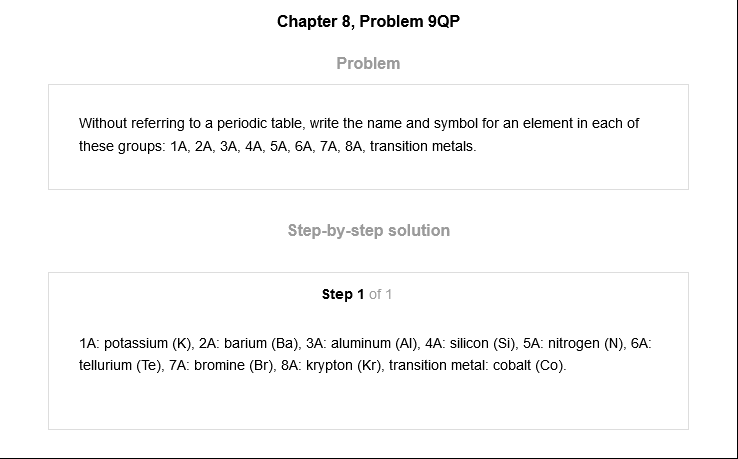 Chapter 8, Problem 9QP
Problem
Without referring to a periodic table, write the name and symbol for an element in each of
these groups: 1A, 2A, 3A, 4A, 5A, 6A, 7A, 8A, transition metals.
Step-by-step solution
Step 1 of 1
1A: potassium (K), 2A: barium (Ba), 3A: aluminum (Al), 4A: silicon (Si), 5A: nitrogen (N), 6A:
tellurium (Te), 7A: bromine (Br), 8A: krypton (Kr), transition metal: cobalt (Co).